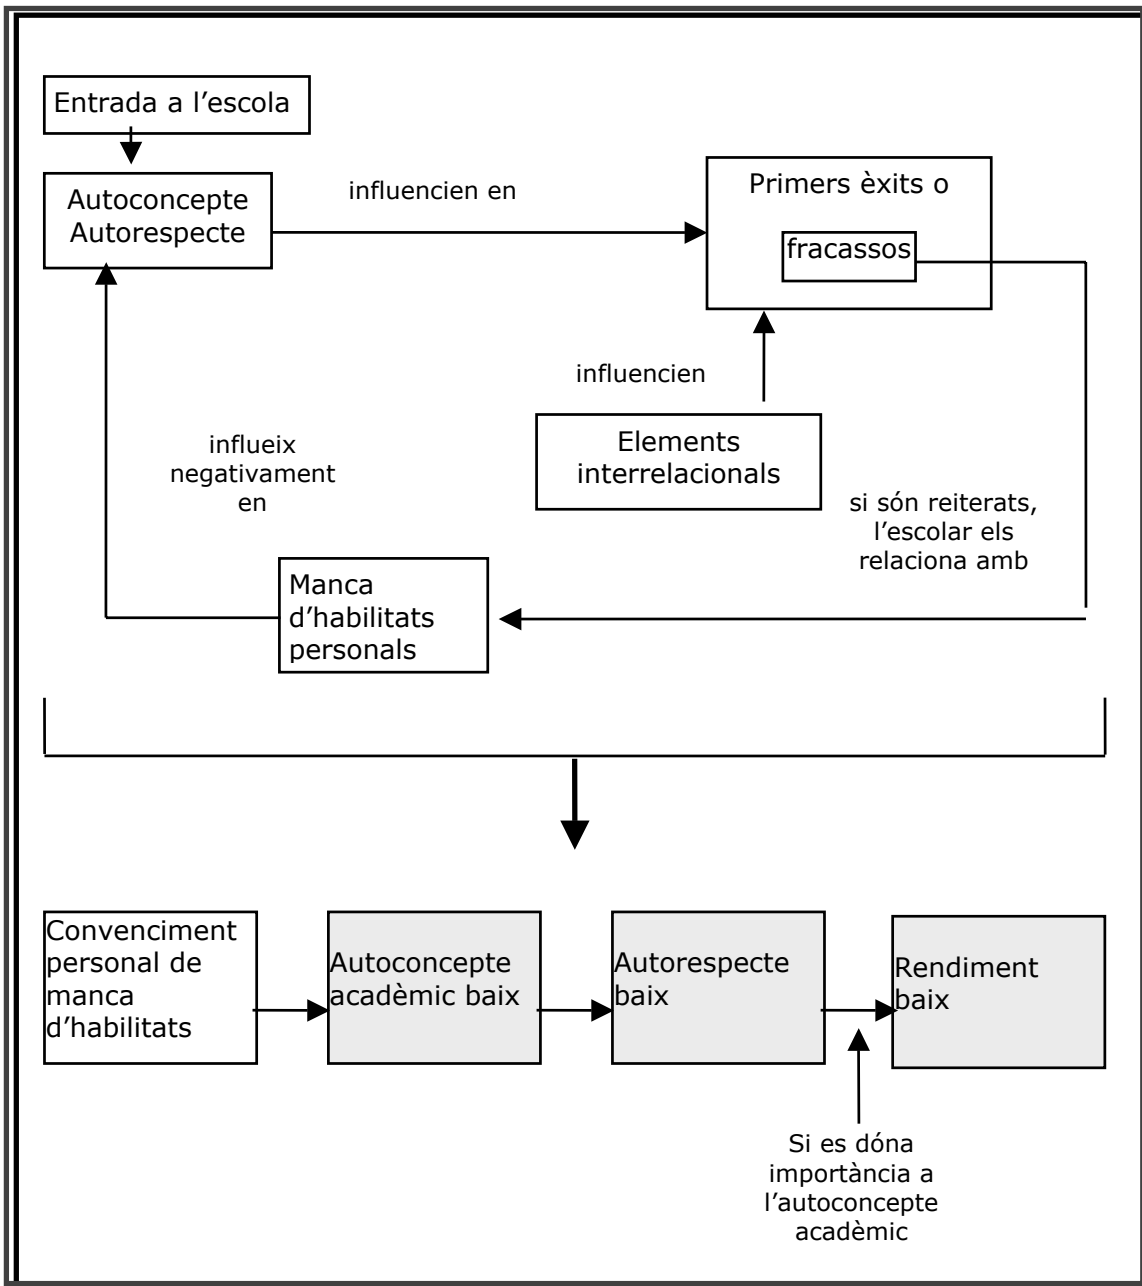 Entrada a l’escola
Autoconcepte
Autorespecte
influencien en
Primers èxits o
fracassos
influencien
Elements
interrelacionals
influeix
negativament
en
si són reiterats,
l’escolar els
relaciona amb
Manca
d’habilitats
personals
Convenciment
personal de
manca
d’habilitats
Autoconcepte
acadèmic baix
Autorespecte
baix
Rendiment
baix
Si es dóna
importància a
l’autoconcepte
acadèmic